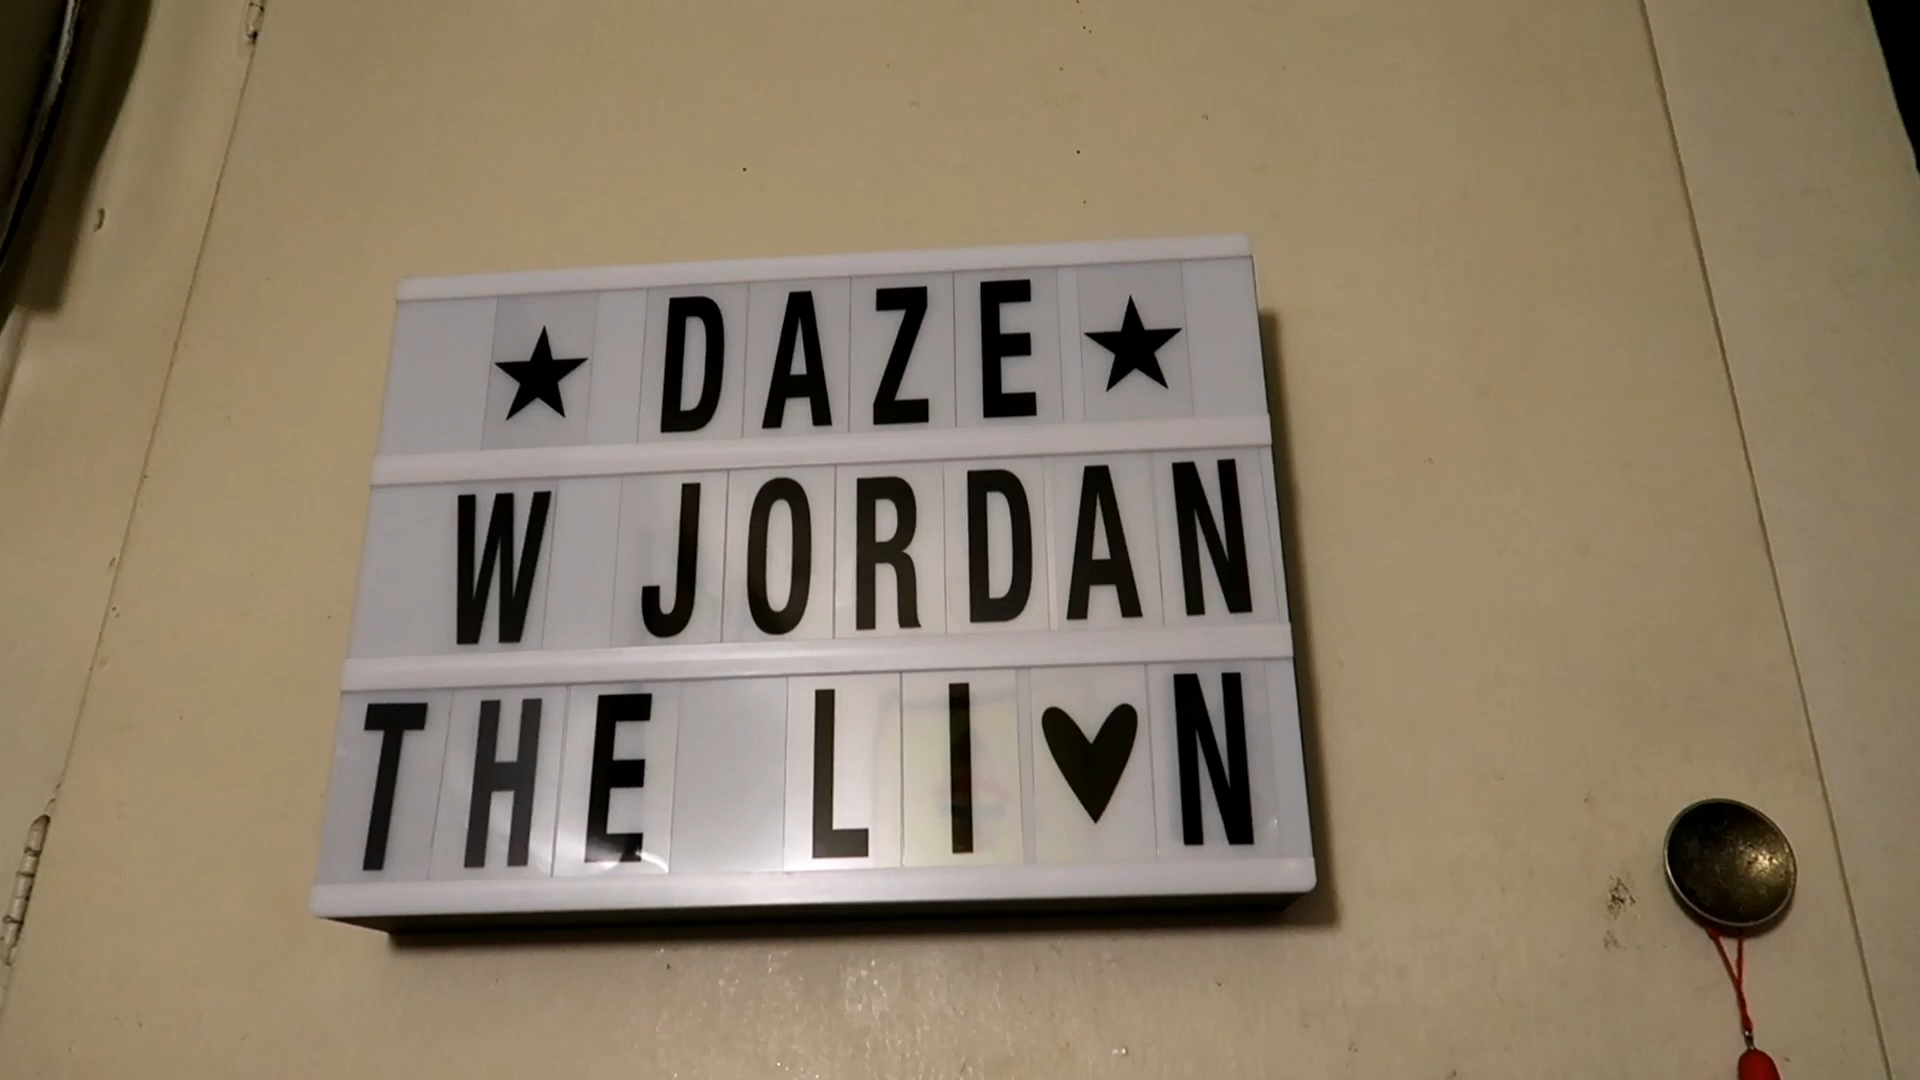 ★ DAZE ★
W JORDAN
THE LI♥N